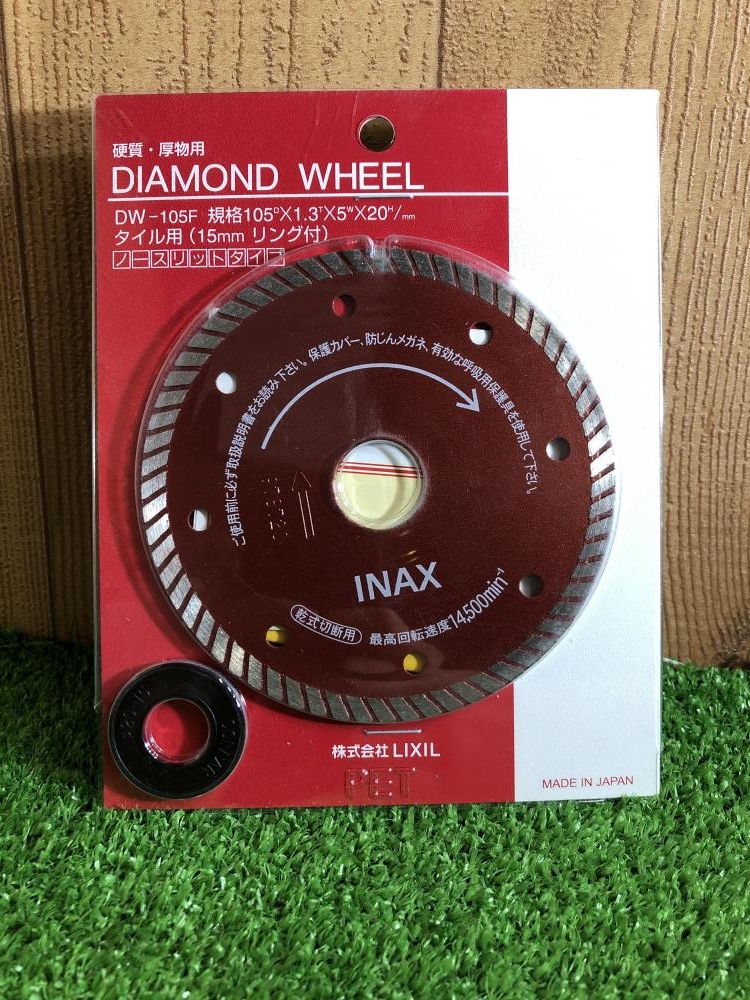 硬質・厚物用
DIAMOND WHEEL
DW-105F 規格105ᴰ×1.3ᵀ×5ᵂ×20ᴴ/mm
タイル用（15mm リング付）
ノースリットタイプ
ご使用前に必ず取扱説明書をお読み下さい。保護カバー、防じんメガネ、有効な呼吸用保護具を使用して下さい。
INAX
乾式切断用
最高回転速度14,500min⁻¹
株式会社 LIXIL
PET
MADE IN JAPAN